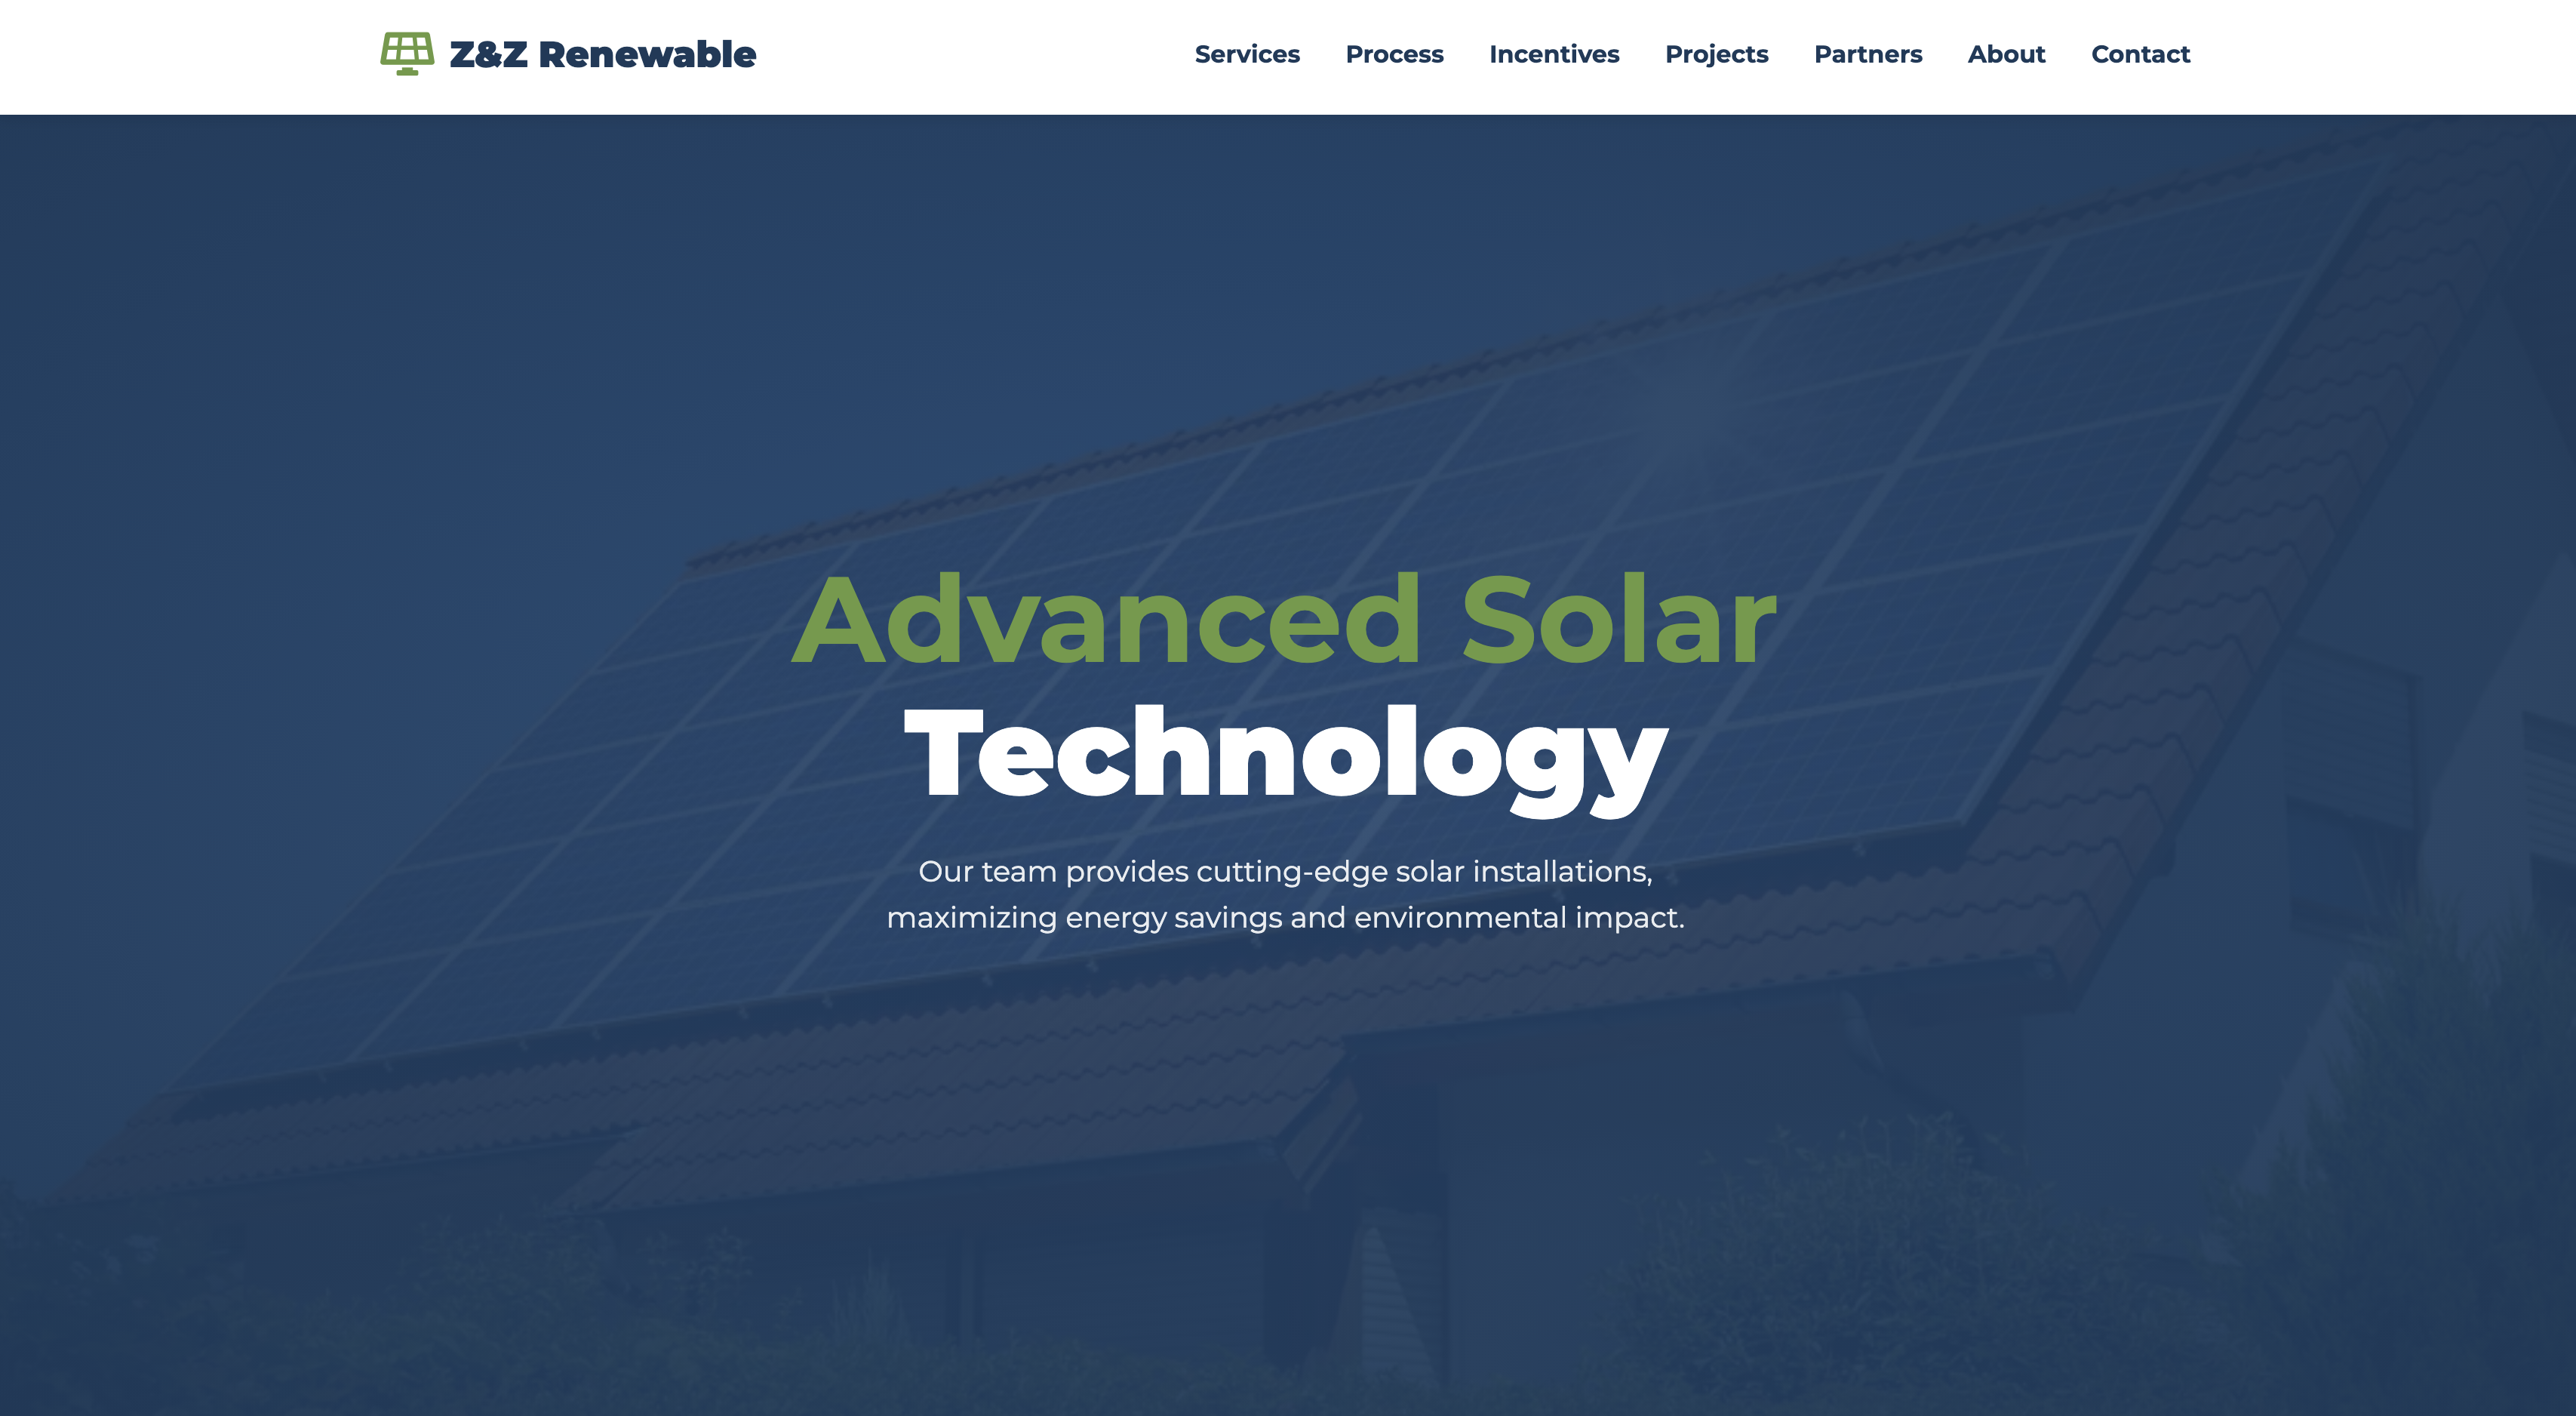 Z&Z Renewable
Services Process Incentives Projects Partners About Contact
Advanced Solar
Technology
Our team provides cutting-edge solar installations,
maximizing energy savings and environmental impact.